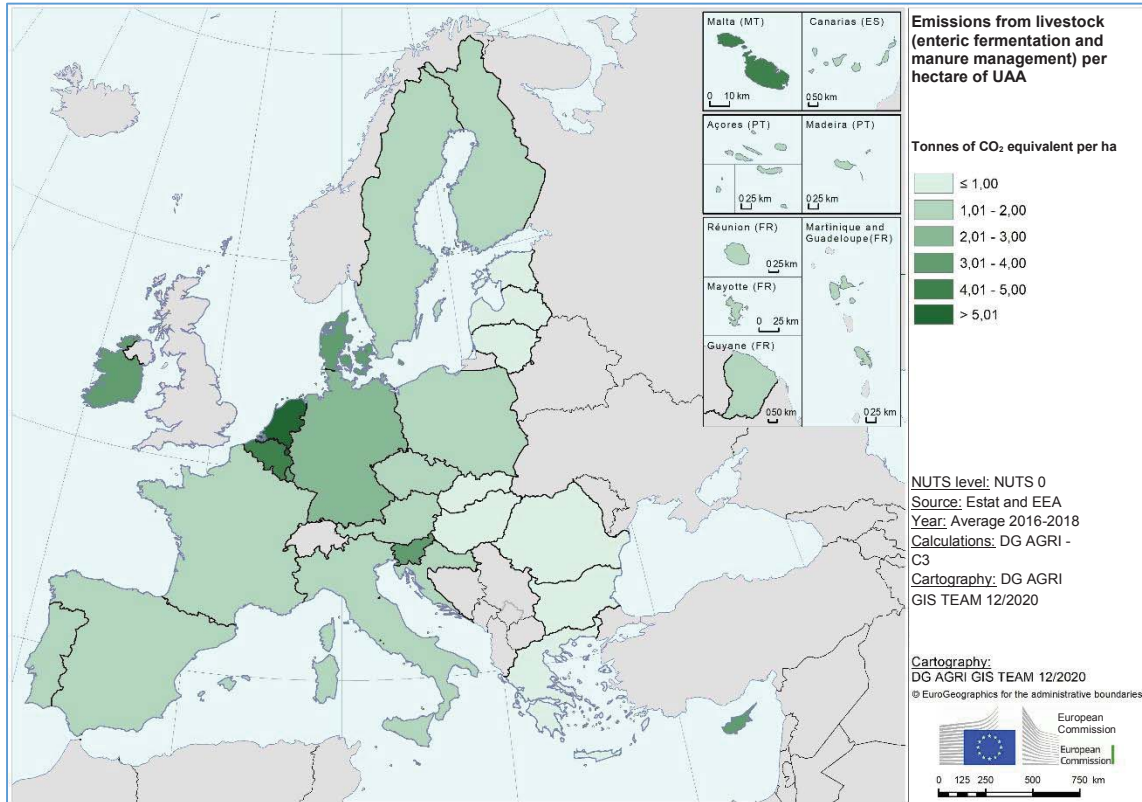 Malta (MT)
0 10 km
Canarias (ES)
0 50 km
Açores (PT)
0 25 km
Madeira (PT)
0 25 km
Réunion (FR)
0 25 km
Mayotte (FR)
0 25 km
Guyane (FR)
0 50 km
Martinique and
Guadeloupe(FR)
0 25 km
Emissions from livestock
(enteric fermentation and
manure management) per
hectare of UAA
Tonnes of CO₂ equivalent per ha
≤ 1,00
1,01 - 2,00
2,01 - 3,00
3,01 - 4,00
4,01 - 5,00
> 5,01
NUTS level: NUTS 0
Source: Estat and EEA
Year: Average 2016-2018
Calculations: DG AGRI -
C3
Cartography: DG AGRI
GIS TEAM 12/2020
Cartography:
DG AGRI GIS TEAM 12/2020
© EuroGeographics for the administrative boundaries
European
Commission
European
Commission
0 125 250 500 750 km